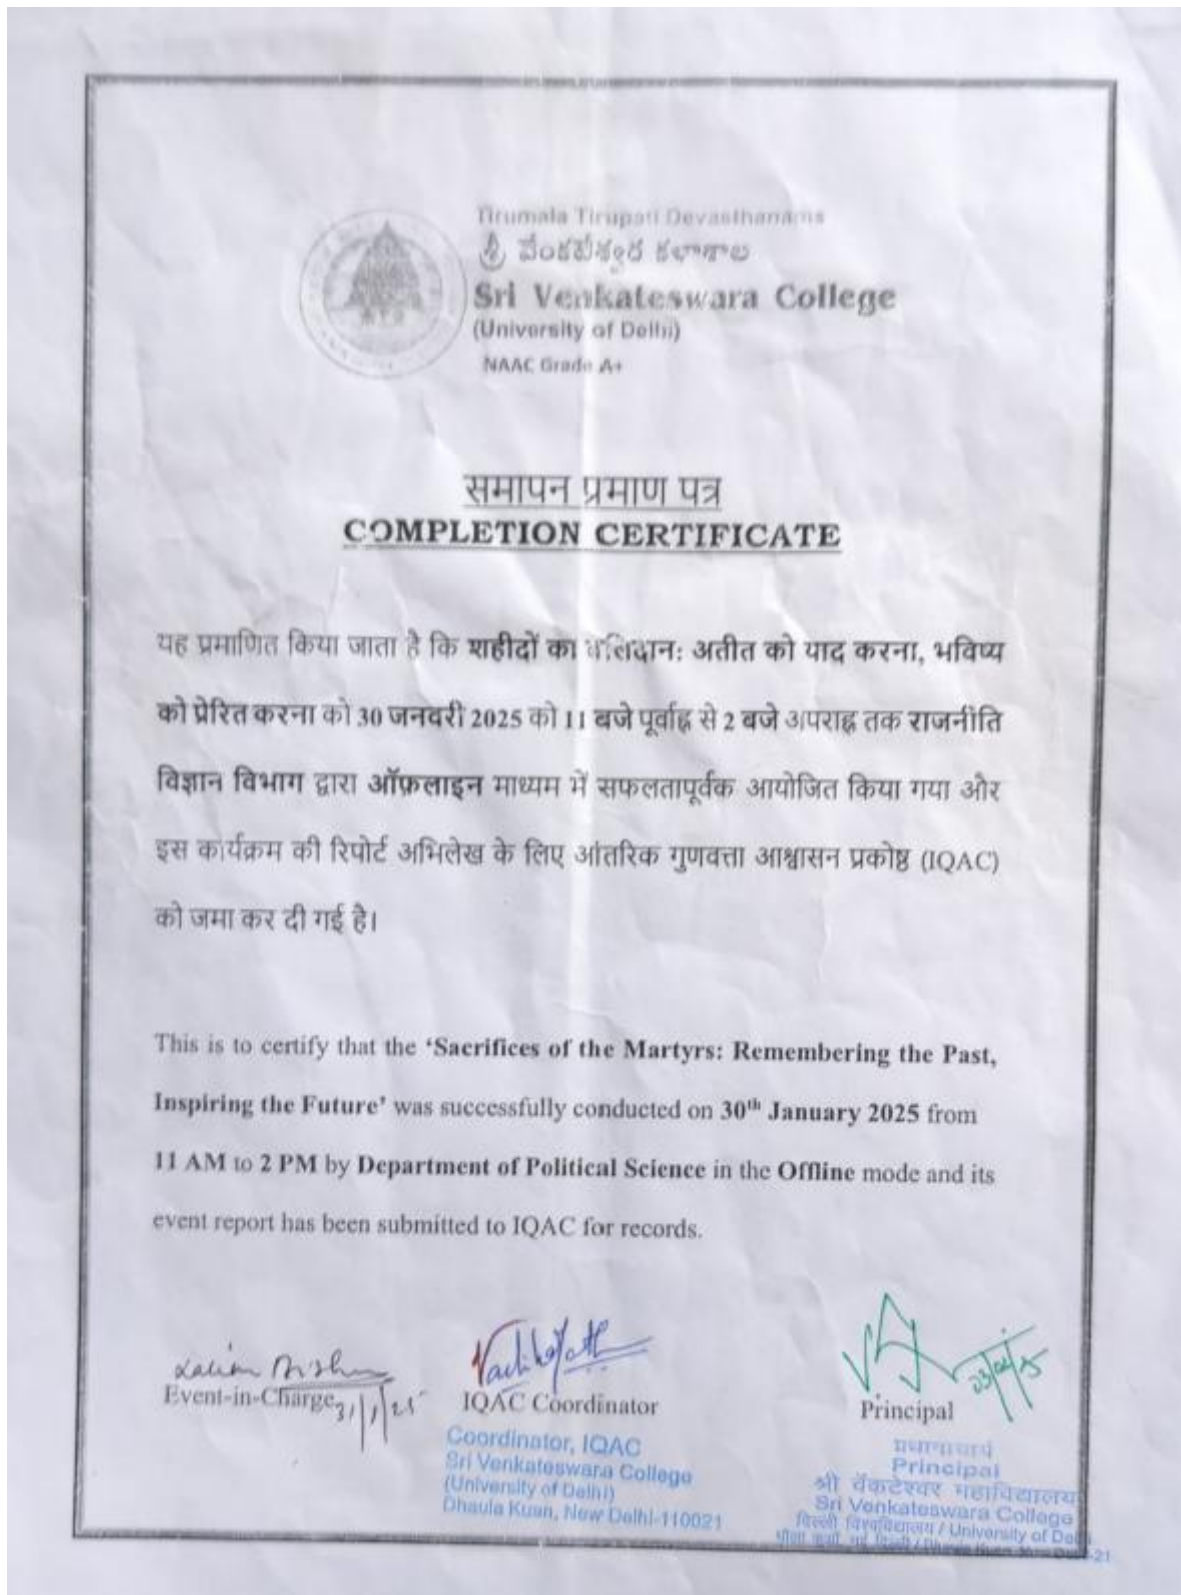 Tirumala Tirupati Devasthanams
శ్రీ వేంకటేశ్వర కళాశాల
Sri Venkateswara College
(University of Delhi)
NAAC Grade A+
समापन प्रमाण पत्र
COMPLETION CERTIFICATE
यह प्रमाणित किया जाता है कि शहीदों का बलिदान: अतीत को याद करना, भविष्य
को प्रेरित करना को 30 जनवरी 2025 को 11 बजे पूर्वाह्न से 2 बजे अपराह्न तक राजनीति
विज्ञान विभाग द्वारा ऑफ़लाइन माध्यम में सफलतापूर्वक आयोजित किया गया और
इस कार्यक्रम की रिपोर्ट अभिलेख के लिए आंतरिक गुणवत्ता आश्वासन प्रकोष्ठ (IQAC)
को जमा कर दी गई है।
This is to certify that the ‘Sacrifices of the Martyrs: Remembering the Past,
Inspiring the Future’ was successfully conducted on 30th January 2025 from
11 AM to 2 PM by Department of Political Science in the Offline mode and its
event report has been submitted to IQAC for records.
Event-in-Charge
31/1/25
IQAC Coordinator
Coordinator, IQAC
Sri Venkateswara College
(University of Delhi)
Dhaula Kuan, New Delhi-110021
Principal
प्रधानाचार्य
Principal
श्री वेंकटेश्वर महाविद्यालय
Sri Venkateswara College
दिल्ली विश्वविद्यालय / University of Delhi